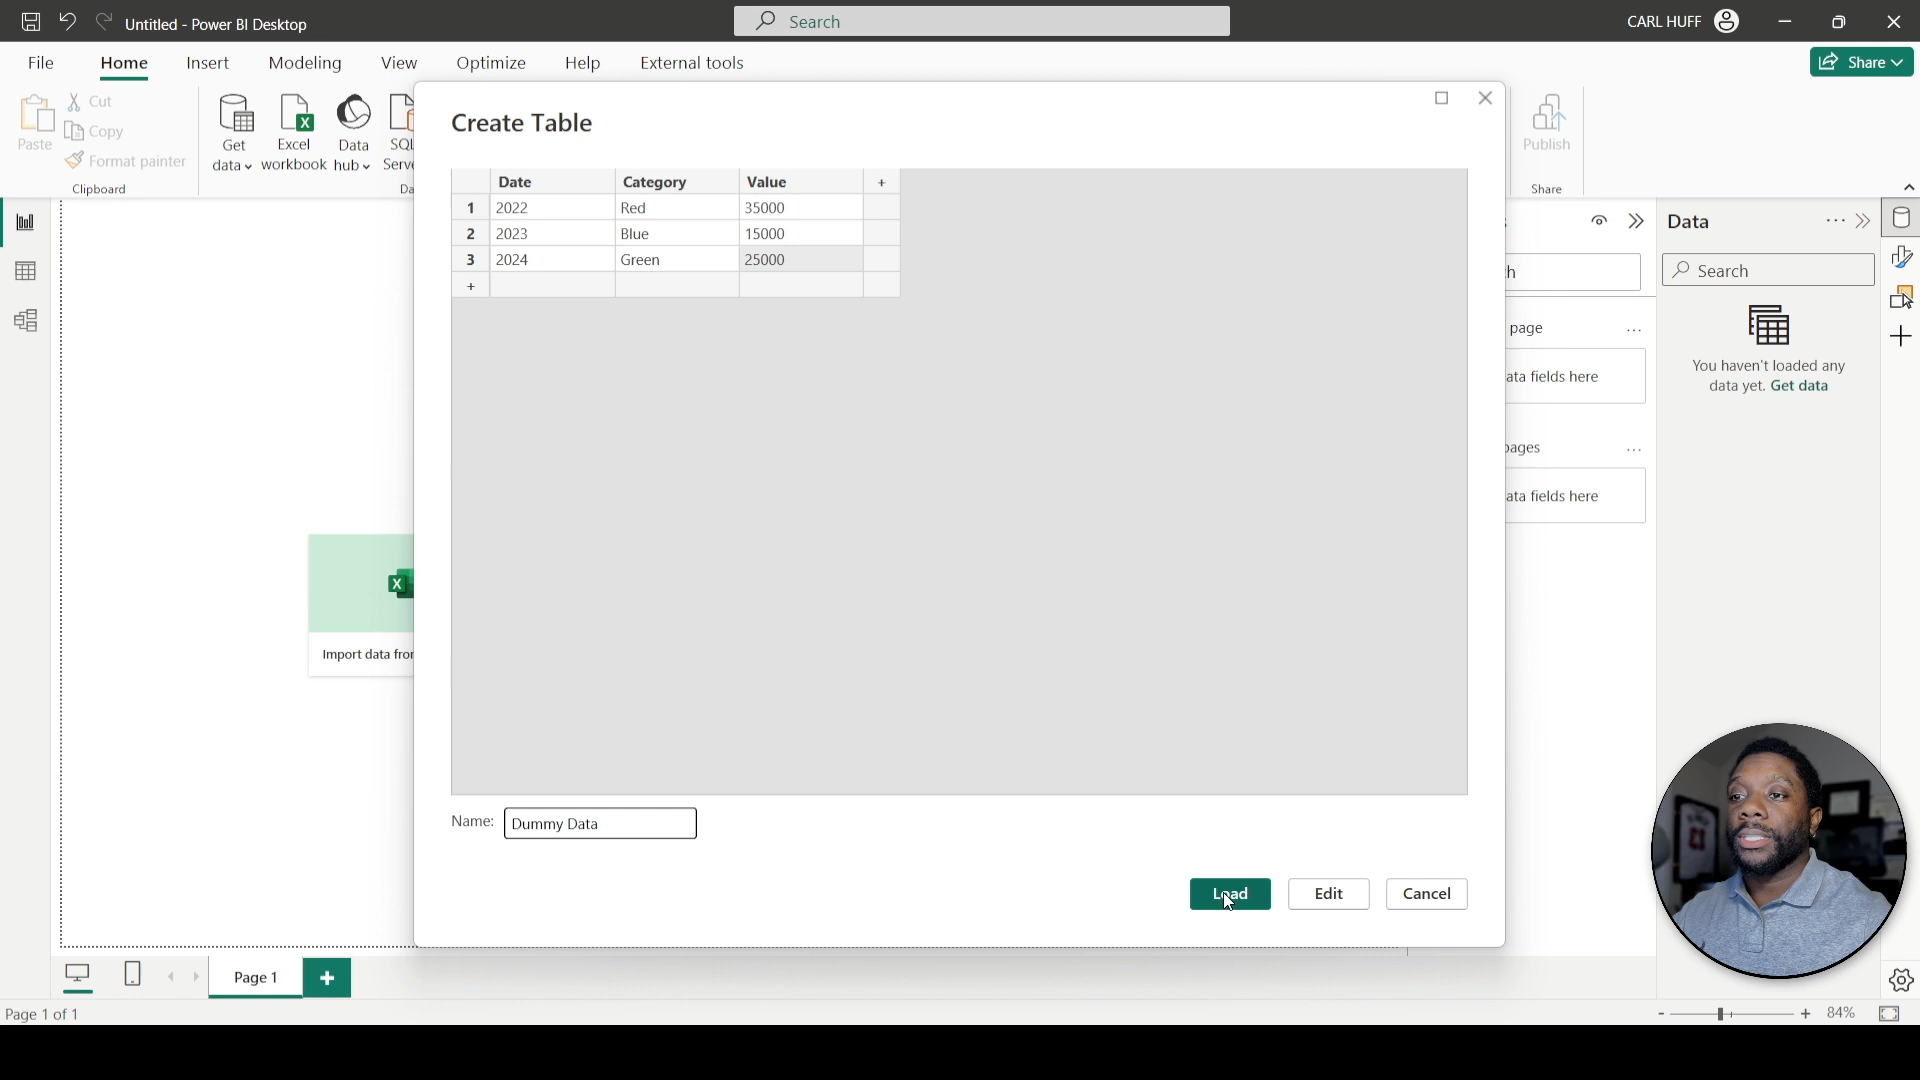 Untitled - Power BI Desktop
Search
CARL HUFF
File Home Insert Modeling View Optimize Help External tools
Share
Paste
Cut
Copy
Format painter
Clipboard
Get data
Excel workbook
Data hub
Publish
Share
Create Table
Date Category Value +
1 2022 Red 35000
2 2023 Blue 15000
3 2024 Green 25000
+
Name: Dummy Data
Load Edit Cancel
Import data
page
ata fields here
ages
ata fields here
Data
Search
You haven't loaded any
data yet. Get data
Page 1
+
Page 1 of 1
- + 84%